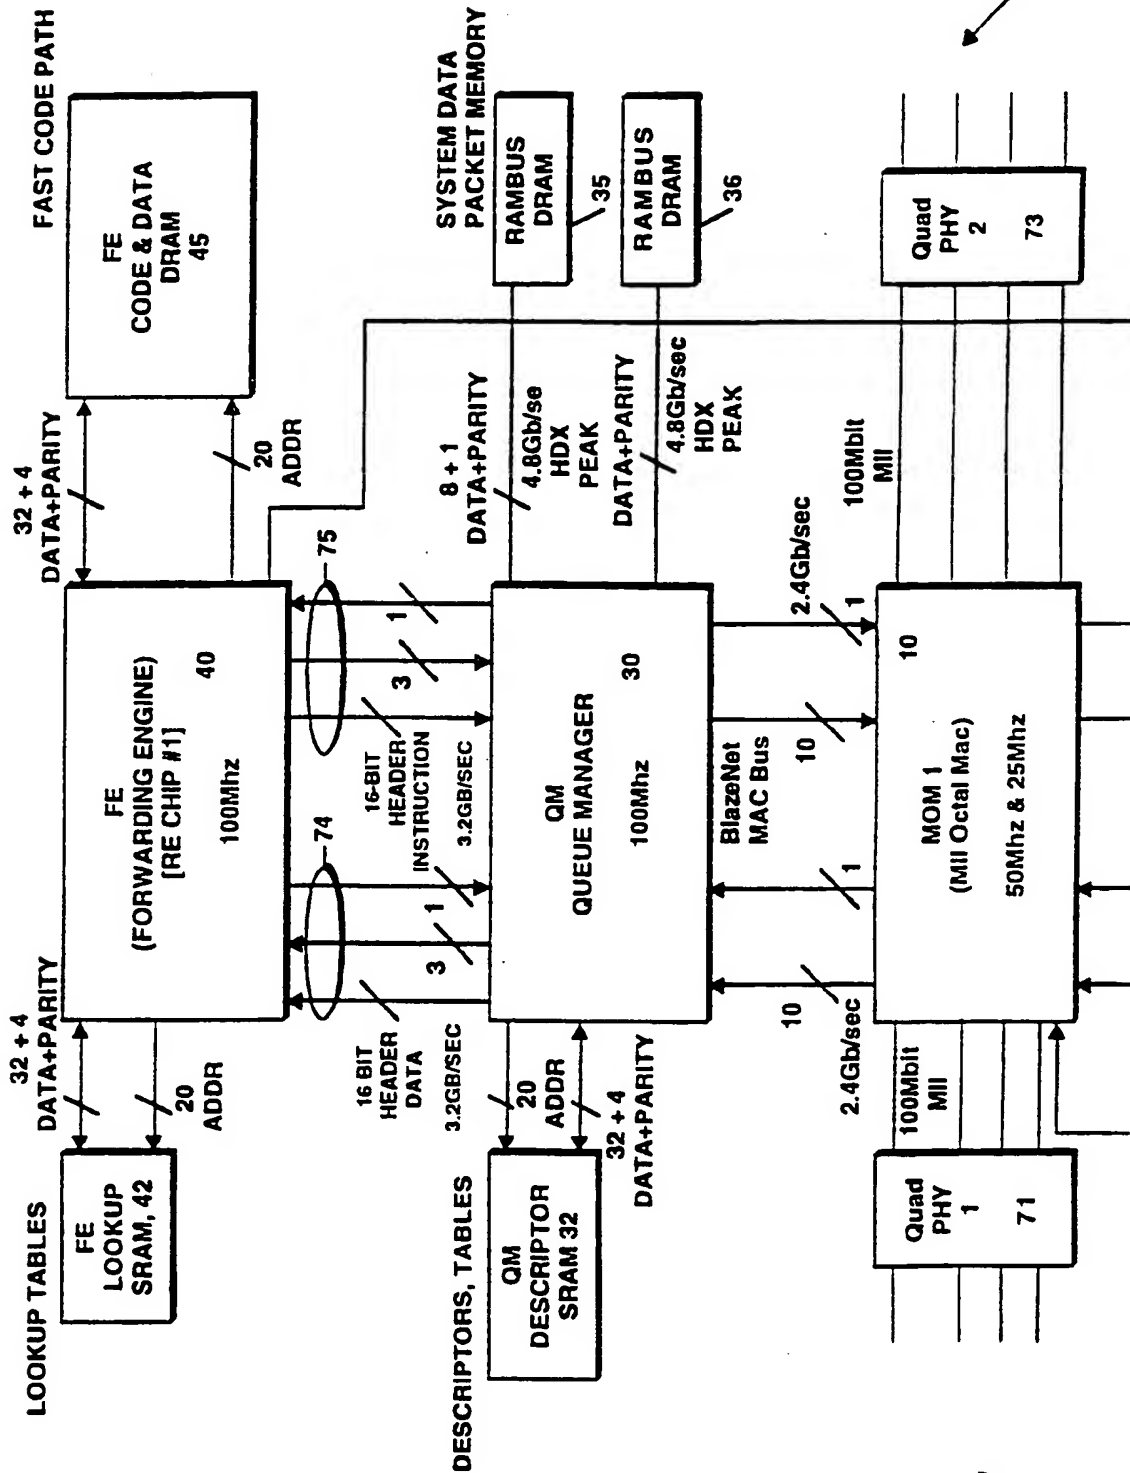 LOOKUP TABLES
FE
LOOKUP
SRAM, 42
32 + 4
DATA+PARITY
20
ADDR
FE
(FORWARDING ENGINE)
[RE CHIP #1]
100Mhz
40
32 + 4
DATA+PARITY
20
ADDR
FAST CODE PATH
FE
CODE & DATA
DRAM
45
16 BIT
HEADER
DATA
3.2GB/SEC
3
1
74
16-BIT
HEADER
INSTRUCTION
3.2GB/SEC
3
1
75
DESCRIPTORS, TABLES
QM
DESCRIPTOR
SRAM 32
20
ADDR
32 + 4
DATA+PARITY
QM
QUEUE MANAGER
100Mhz
30
8 + 1
DATA+PARITY
4.8Gb/se
HDX
PEAK
DATA+PARITY
4.8Gb/sec
HDX
PEAK
SYSTEM DATA
PACKET MEMORY
RAMBUS
DRAM
35
RAMBUS
DRAM
36
10
2.4Gb/sec
1
BlazeNet
MAC Bus
10
2.4Gb/sec
1
Quad
PHY
1
71
100Mbit
MII
MOM 1
(MII Octal Mac)
50Mhz & 25Mhz
10
100Mbit
MII
Quad
PHY
2
73